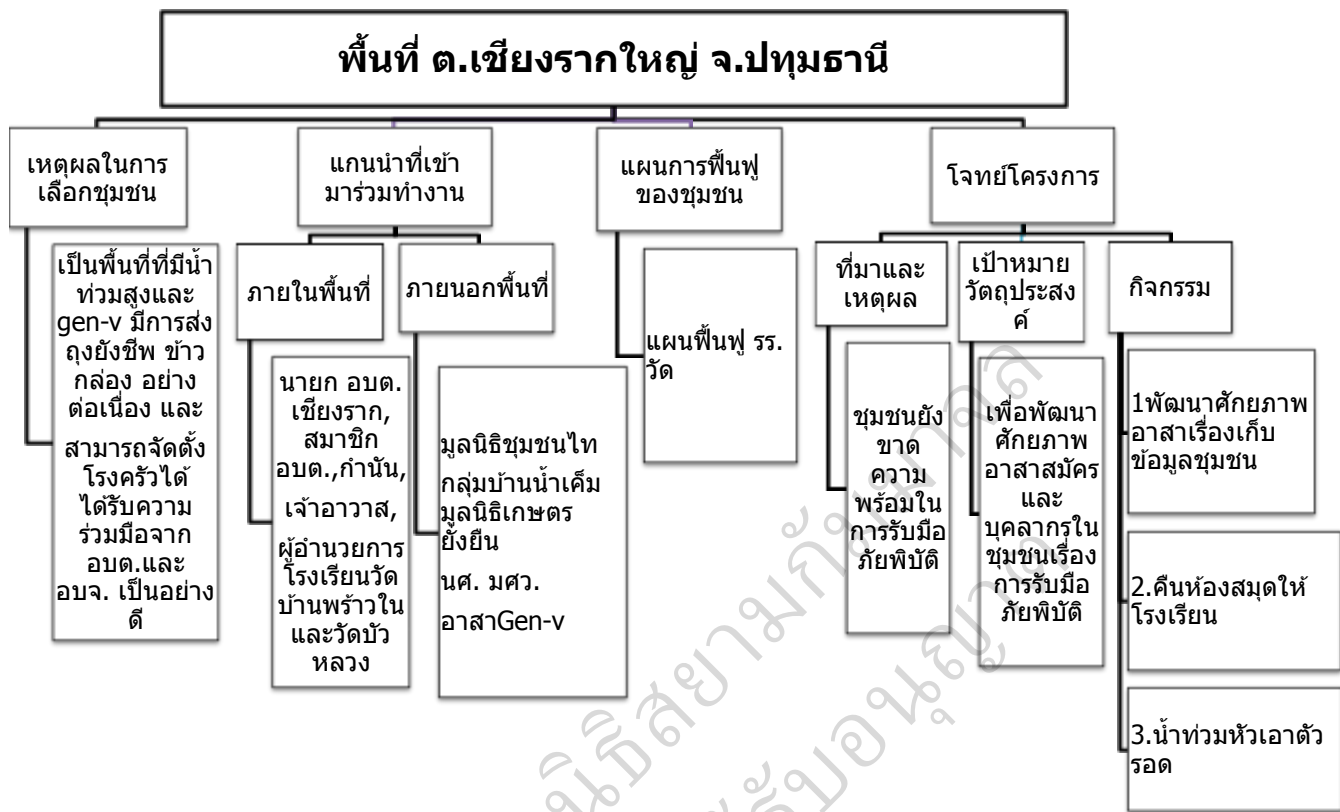 พื้นที่ ต.เชียงรากใหญ่ จ.ปทุมธานี
เหตุผลในการ
เลือกชุมชน
แกนนำที่เข้า
มาร่วมทำงาน
แผนการฟื้นฟู
ของชุมชน
โจทย์โครงการ
เป็นพื้นที่ที่มีน้ำ
ท่วมสูงและ
gen-v มีการส่ง
ถุงยังชีพ ข้าว
กล่อง อย่าง
ต่อเนื่อง และ
สามารถจัดตั้ง
โรงครัวได้
ได้รับความ
ร่วมมือจาก
อบต.และ
อบจ. เป็นอย่าง
ดี
ภายในพื้นที่
นายก อบต.
เชียงราก,
สมาชิก
อบต.,กำนัน,
เจ้าอาวาส,
ผู้อำนวยการ
โรงเรียนวัด
บ้านพร้าวใน
และวัดบัว
หลวง
ภายนอกพื้นที่
มูลนิธิชุมชนไท
กลุ่มบ้านน้ำเค็ม
มูลนิธิเกษตร
ยั่งยืน
นศ. มศว.
อาสาGen-v
แผนฟื้นฟู รร.
วัด
ที่มาและ
เหตุผล
ชุมชนยัง
ขาด
ความ
พร้อมใน
การรับมือ
ภัยพิบัติ
เป้าหมาย
วัตถุประสง
ค์
เพื่อพัฒนา
ศักยภาพ
อาสาสมัคร
และ
บุคลากรใน
ชุมชนเรื่อง
การรับมือ
ภัยพิบัติ
กิจกรรม
1พัฒนาศักยภาพ
อาสาเรื่องเก็บ
ข้อมูลชุมชน
2.คืนห้องสมุดให้
โรงเรียน
3.น้ำท่วมหัวเอาตัว
รอด